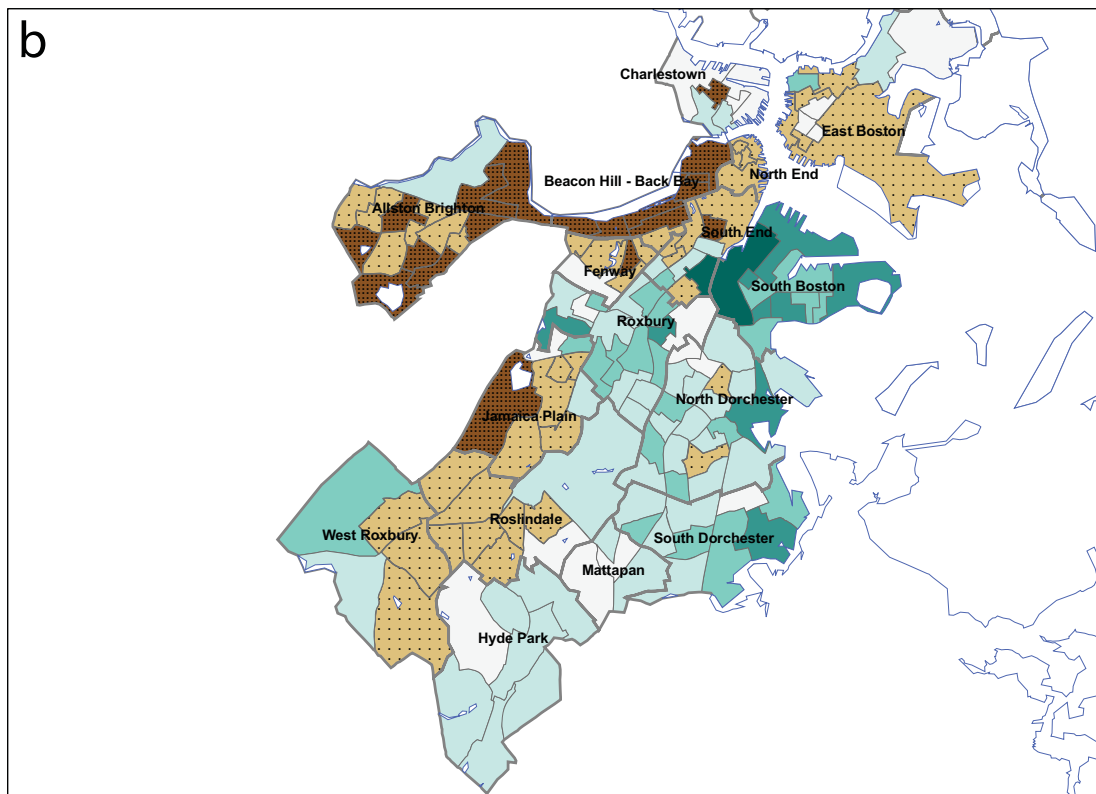 b
Charlestown
East Boston
North End
Beacon Hill - Back Bay
Allston Brighton
South End
Fenway
South Boston
Roxbury
North Dorchester
Jamaica Plain
Roslindale
West Roxbury
South Dorchester
Mattapan
Hyde Park